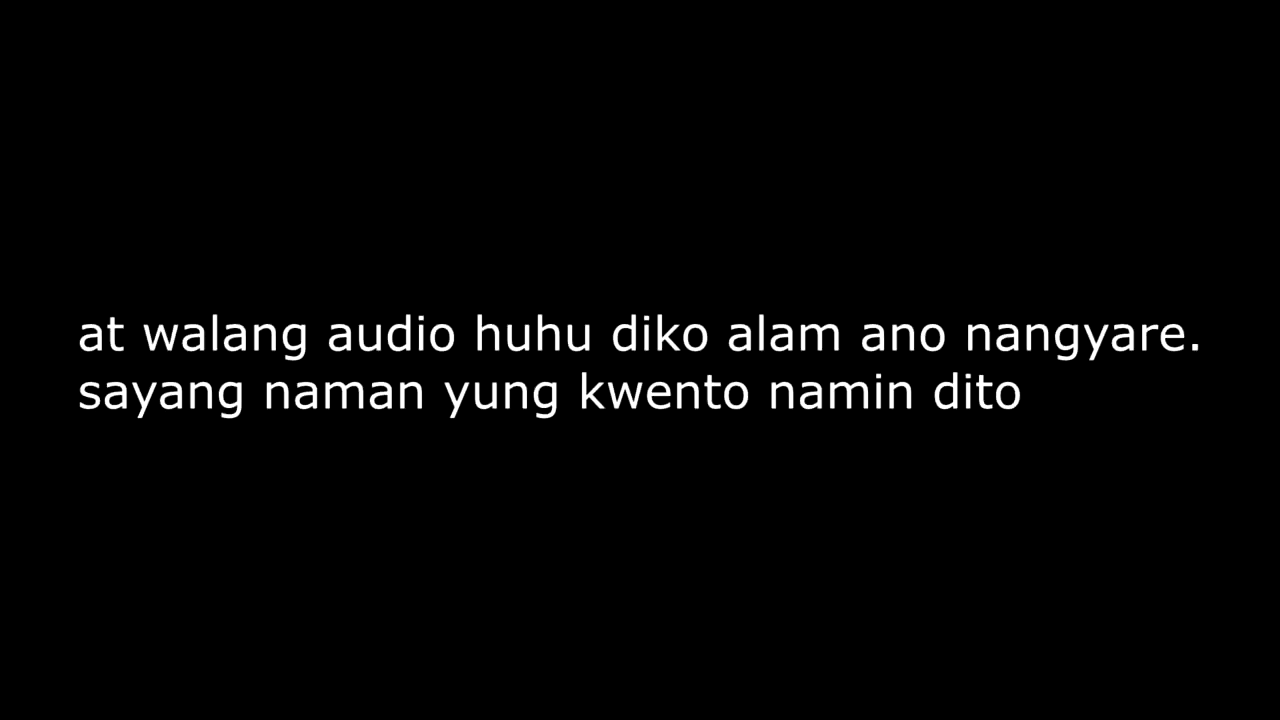 at walang audio huhu diko alam ano nangyare.
sayang naman yung kwento namin dito